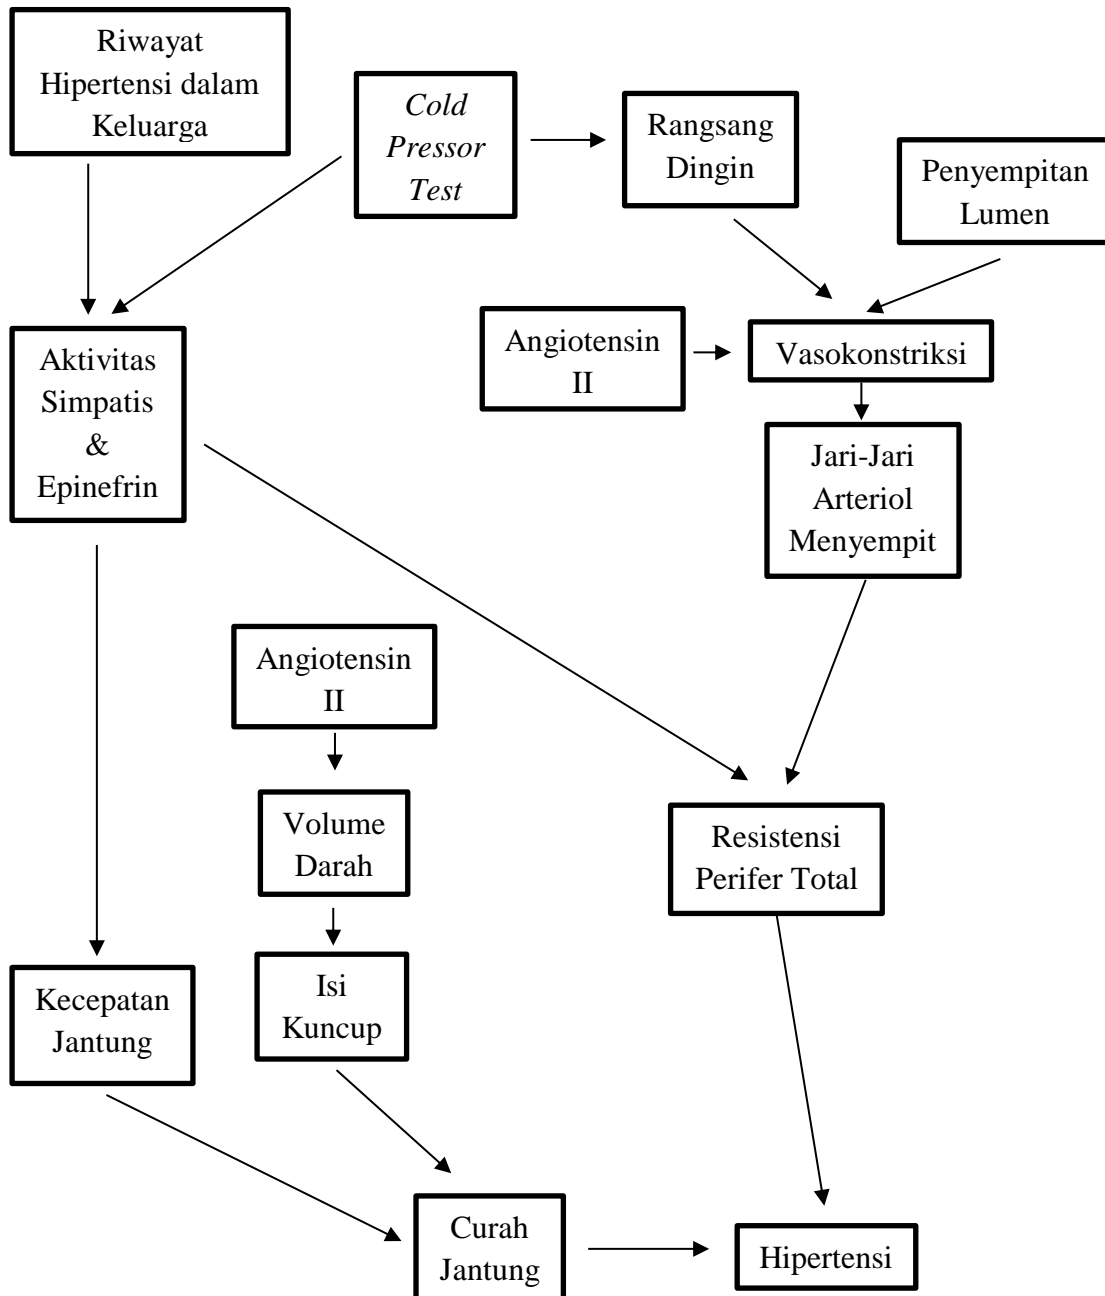 Riwayat
Hipertensi dalam
Keluarga
Cold
Pressor
Test
Rangsang
Dingin
Penyempitan
Lumen
Angiotensin
II
Vasokonstriksi
Aktivitas
Simpatis
&
Epinefrin
Jari-Jari
Arteriol
Menyempit
Angiotensin
II
Volume
Darah
Resistensi
Perifer Total
Kecepatan
Jantung
Isi
Kuncup
Curah
Jantung
Hipertensi